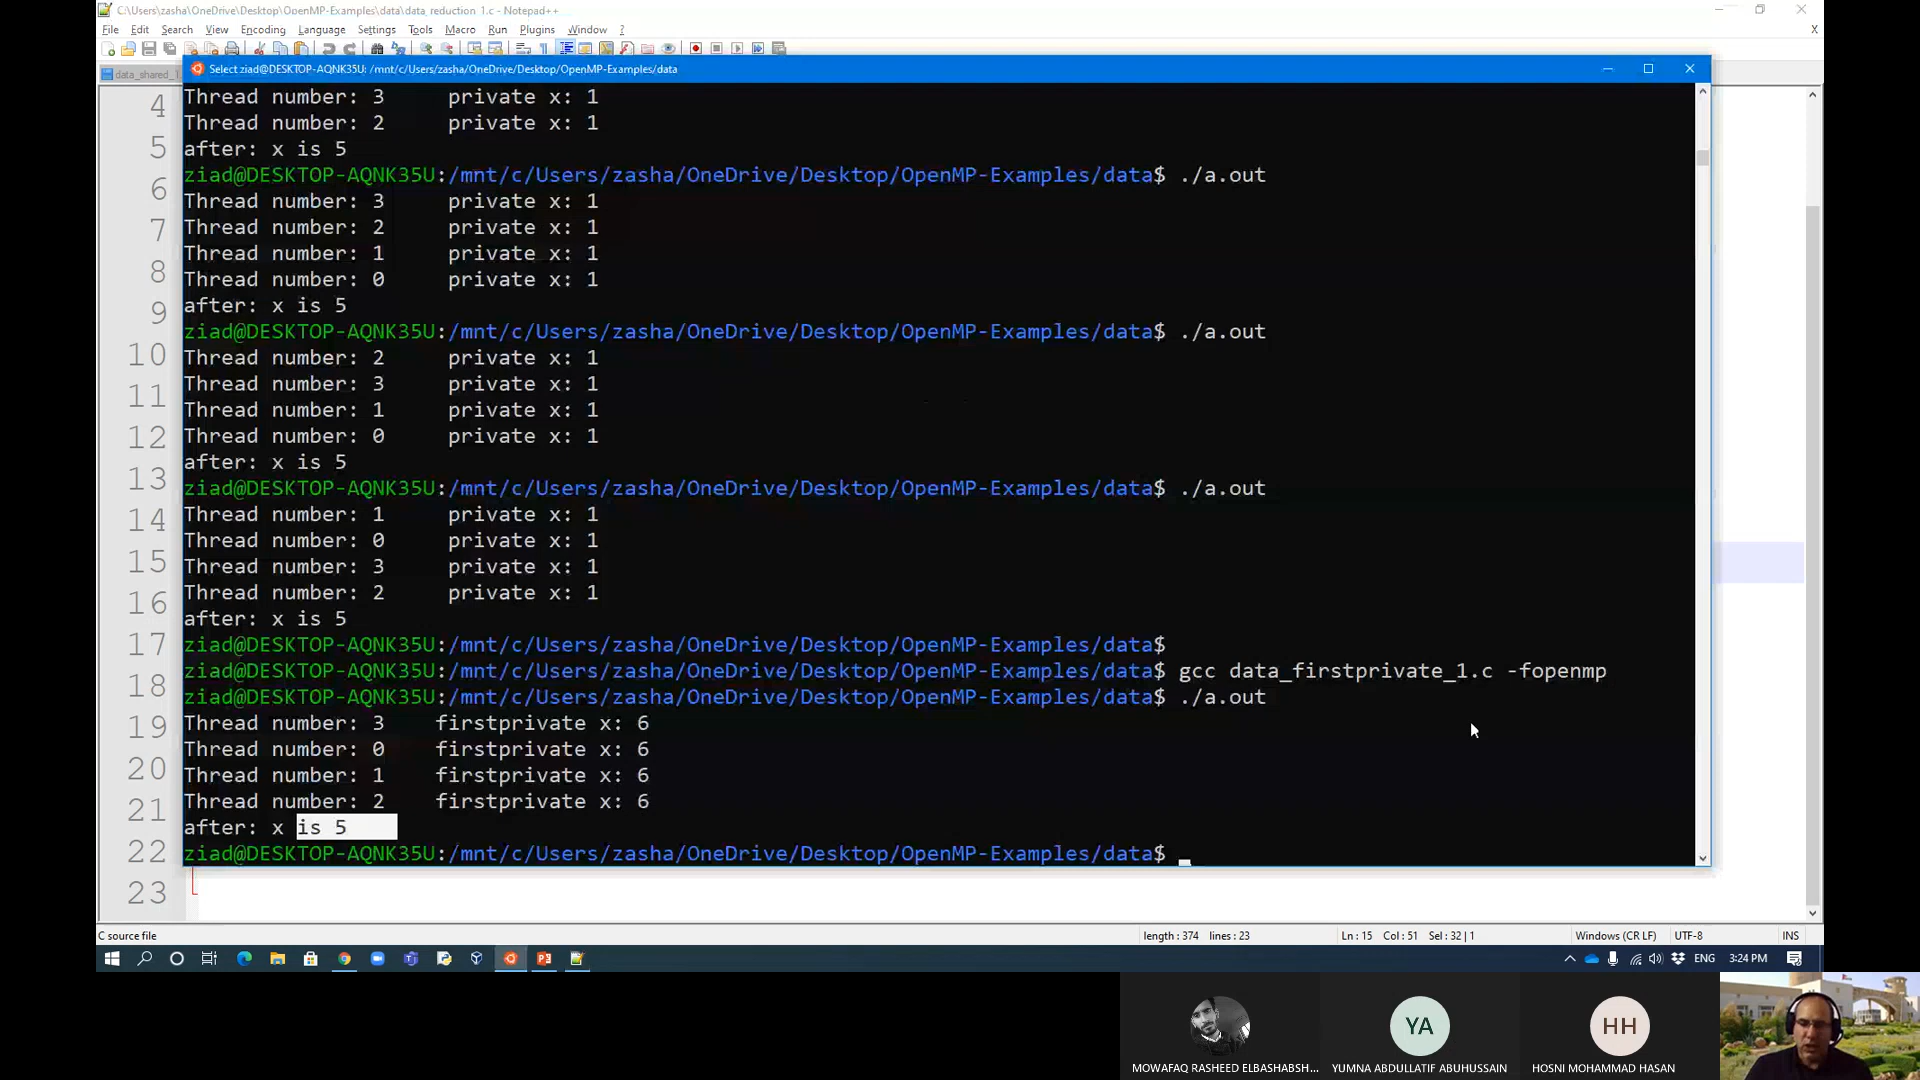 C:\Users\zasha\OneDrive\Desktop\OpenMP-Examples\data\data_reduction_1.c - Notepad++
File Edit Search View Encoding Language Settings Tools Macro Run Plugins Window ? X
data_shared_1
Select ziad@DESKTOP-AQNK35U: /mnt/c/Users/zasha/OneDrive/Desktop/OpenMP-Examples/data
4
5
6
7
8
9
10
11
12
13
14
15
16
17
18
19
20
21
22
23
Thread number: 3 private x: 1
Thread number: 2 private x: 1
after: x is 5
ziad@DESKTOP-AQNK35U:/mnt/c/Users/zasha/OneDrive/Desktop/OpenMP-Examples/data$ ./a.out
Thread number: 3 private x: 1
Thread number: 2 private x: 1
Thread number: 1 private x: 1
Thread number: 0 private x: 1
after: x is 5
ziad@DESKTOP-AQNK35U:/mnt/c/Users/zasha/OneDrive/Desktop/OpenMP-Examples/data$ ./a.out
Thread number: 2 private x: 1
Thread number: 3 private x: 1
Thread number: 1 private x: 1
Thread number: 0 private x: 1
after: x is 5
ziad@DESKTOP-AQNK35U:/mnt/c/Users/zasha/OneDrive/Desktop/OpenMP-Examples/data$ ./a.out
Thread number: 1 private x: 1
Thread number: 0 private x: 1
Thread number: 3 private x: 1
Thread number: 2 private x: 1
after: x is 5
ziad@DESKTOP-AQNK35U:/mnt/c/Users/zasha/OneDrive/Desktop/OpenMP-Examples/data$
ziad@DESKTOP-AQNK35U:/mnt/c/Users/zasha/OneDrive/Desktop/OpenMP-Examples/data$ gcc data_firstprivate_1.c -fopenmp
ziad@DESKTOP-AQNK35U:/mnt/c/Users/zasha/OneDrive/Desktop/OpenMP-Examples/data$ ./a.out
Thread number: 3 firstprivate x: 6
Thread number: 0 firstprivate x: 6
Thread number: 1 firstprivate x: 6
Thread number: 2 firstprivate x: 6
after: x is 5
ziad@DESKTOP-AQNK35U:/mnt/c/Users/zasha/OneDrive/Desktop/OpenMP-Examples/data$
C source file length : 374 lines : 23 Ln : 15 Col : 51 Sel : 32 | 1 Windows (CR LF) UTF-8 INS
ENG 3:24 PM
YA
HH
MOWAFAQ RASHEED ELBASHABSH...
YUMNA ABDULLATIF ABUHUSSAIN
HOSNI MOHAMMAD HASAN